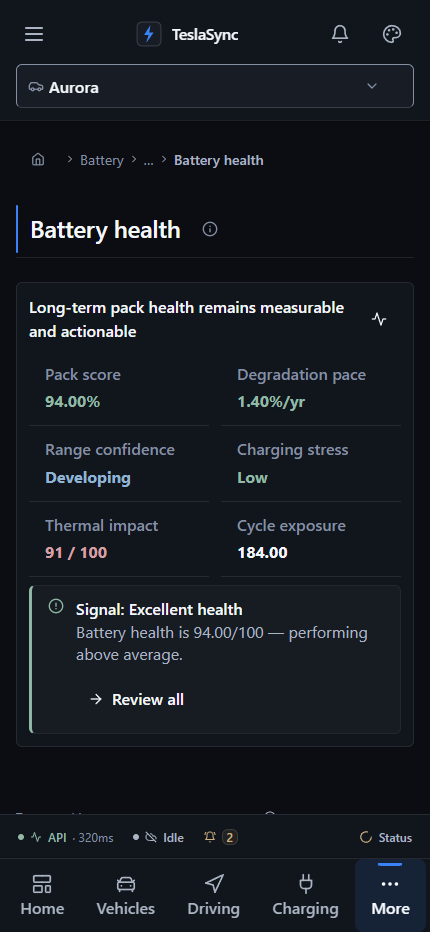 TeslaSync
Aurora
Battery
...
Battery health
Battery health
Long-term pack health remains measurable
and actionable
Pack score
Degradation pace
94.00%
1.40%/yr
Range confidence
Charging stress
Developing
Low
Thermal impact
Cycle exposure
91 / 100
184.00
Signal: Excellent health
Battery health is 94.00/100 — performing
above average.
Review all
API · 320ms
Idle
2
Status
Home
Vehicles
Driving
Charging
More